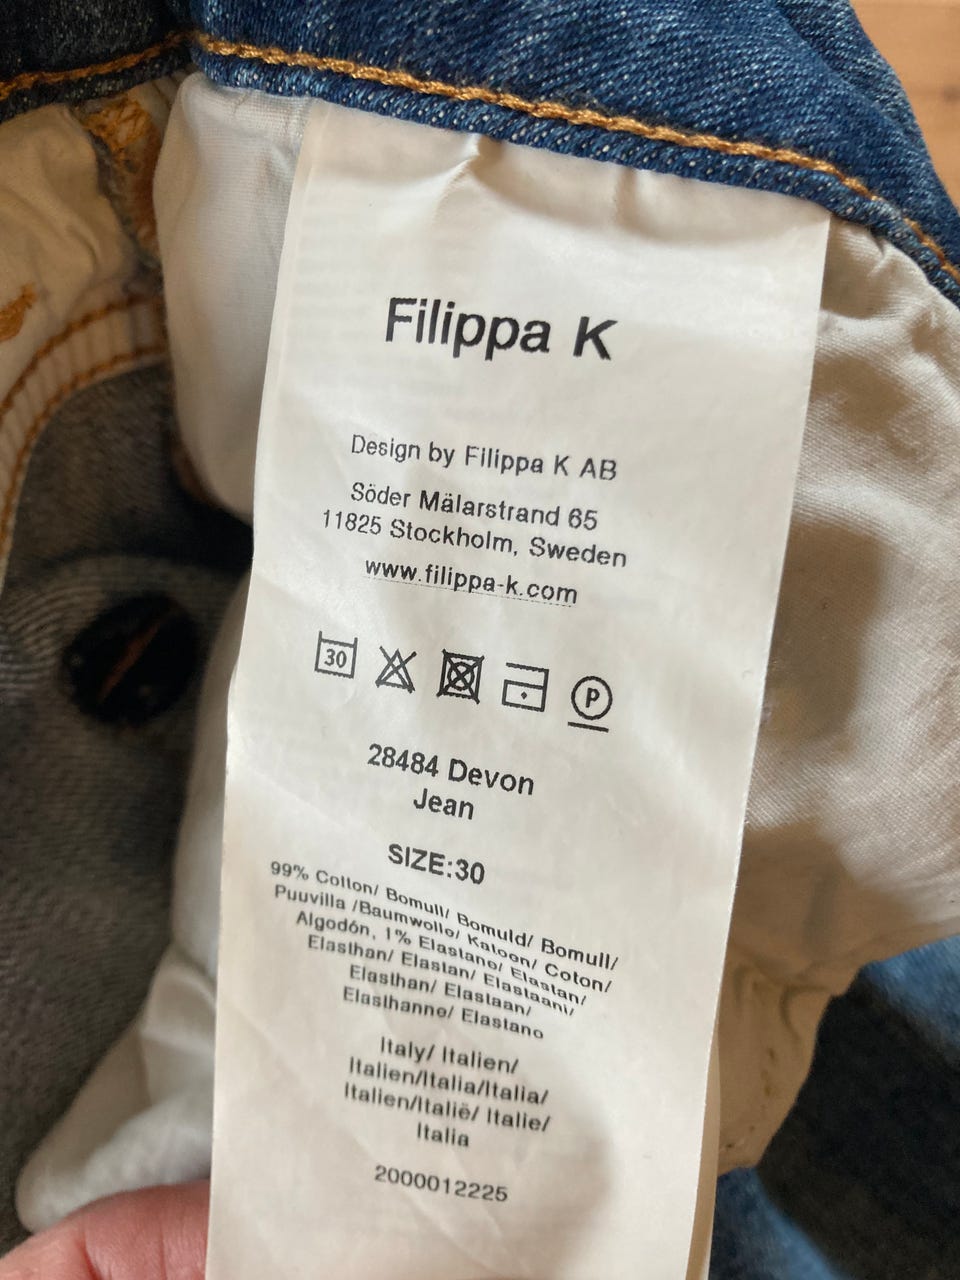 Filippa K
Design by Filippa K AB
Söder Mälarstrand 65
11825 Stockholm, Sweden
www.filippa-k.com
30 P
28484 Devon
Jean
SIZE:30
99% Cotton/ Bomull/ Bomuld/ Bomull/
Puuvilla /Baumwolle/ Katoen/ Coton/
Algodón, 1% Elastane/ Elastan/
Elasthan/ Elastan/ Elastaani/
Elasthan/ Elastaan/
Elasthanne/ Elastano
Italy/ Italien/
Italien/Italia/Italia/
Italien/Italië/ Italie/
Italia
2000012225